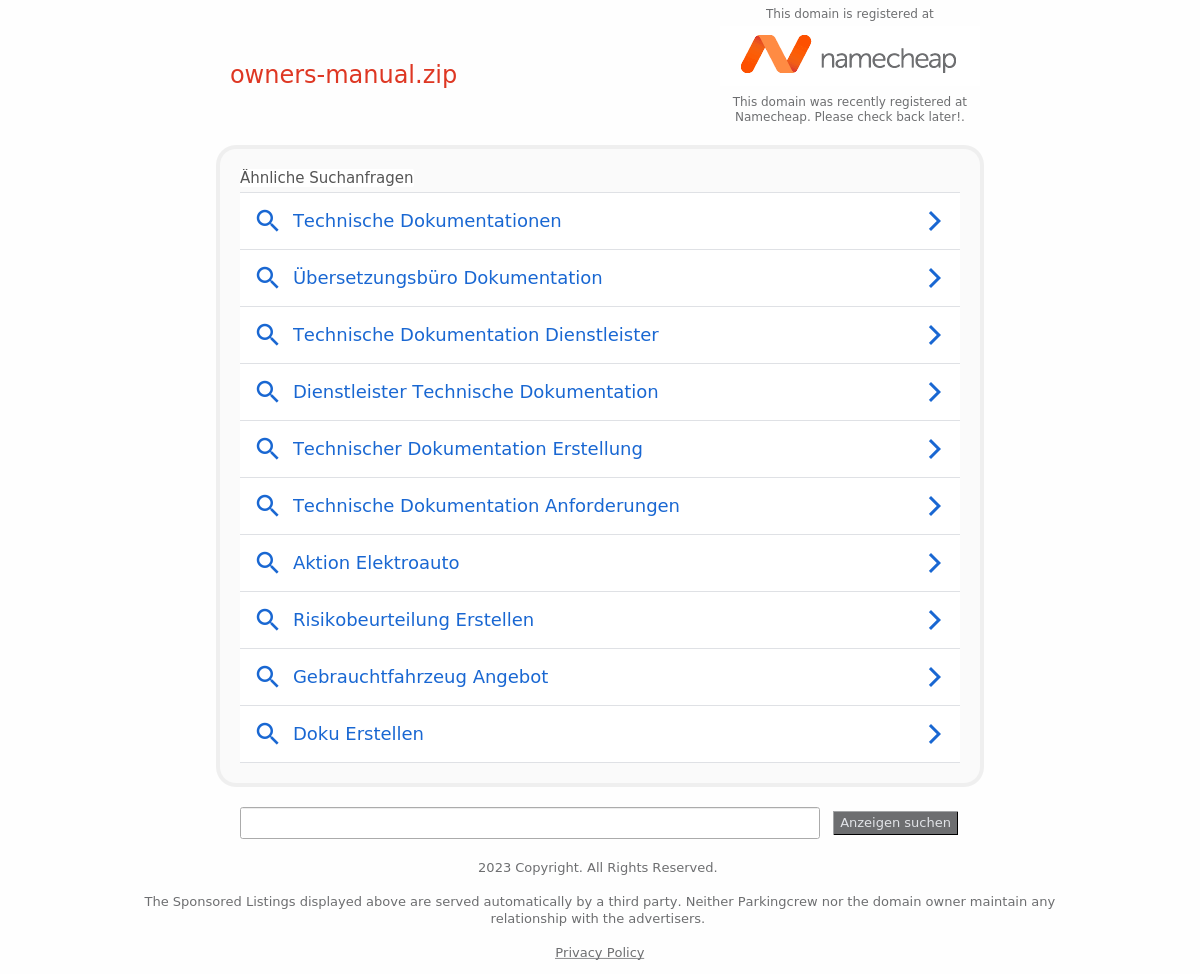 This domain is registered at
namecheap
owners-manual.zip
This domain was recently registered at
Namecheap. Please check back later!.
Ähnliche Suchanfragen
Technische Dokumentationen
Übersetzungsbüro Dokumentation
Technische Dokumentation Dienstleister
Dienstleister Technische Dokumentation
Technischer Dokumentation Erstellung
Technische Dokumentation Anforderungen
Aktion Elektroauto
Risikobeurteilung Erstellen
Gebrauchtfahrzeug Angebot
Doku Erstellen
Anzeigen suchen
2023 Copyright. All Rights Reserved.
The Sponsored Listings displayed above are served automatically by a third party. Neither Parkingcrew nor the domain owner maintain any
relationship with the advertisers.
Privacy Policy